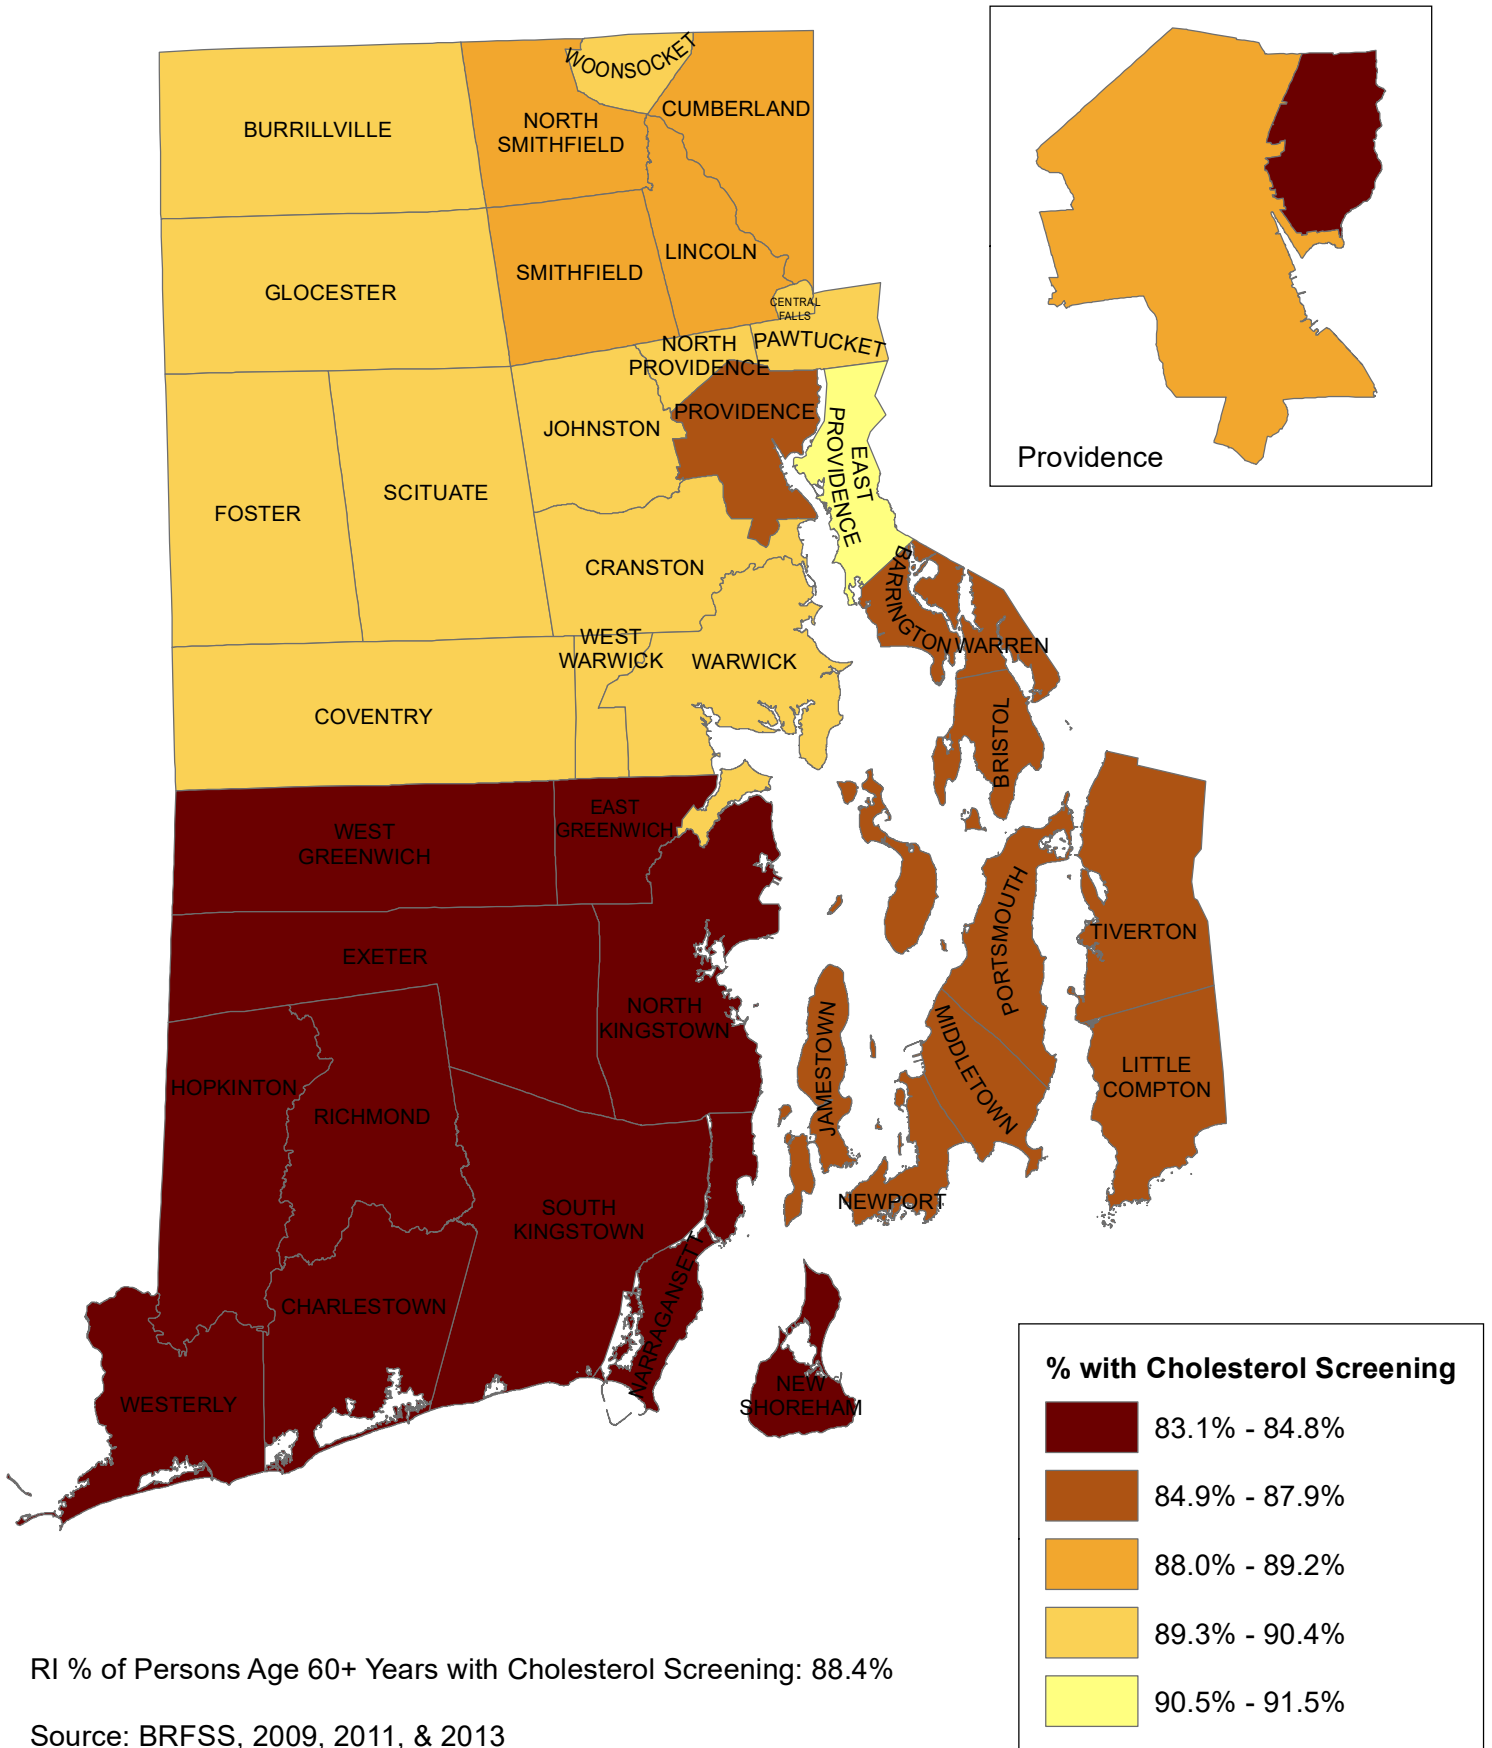 WOONSOCKET
CUMBERLAND
BURRILLVILLE
NORTH
SMITHFIELD
LINCOLN
SMITHFIELD
GLOCESTER
CENTRAL
FALLS
NORTH
PROVIDENCE
PAWTUCKET
PROVIDENCE
JOHNSTON
EAST
PROVIDENCE
SCITUATE
FOSTER
CRANSTON
BARRINGTON
WARREN
WEST
WARWICK
WARWICK
COVENTRY
BRISTOL
EAST
GREENWICH
WEST
GREENWICH
PORTSMOUTH
TIVERTON
EXETER
NORTH
KINGSTOWN
JAMESTOWN
MIDDLETOWN
LITTLE
COMPTON
HOPKINTON
RICHMOND
NEWPORT
SOUTH
KINGSTOWN
NARRAGANSETT
CHARLESTOWN
WESTERLY
NEW
SHOREHAM
Providence
% with Cholesterol Screening
83.1% - 84.8%
84.9% - 87.9%
88.0% - 89.2%
89.3% - 90.4%
90.5% - 91.5%
RI % of Persons Age 60+ Years with Cholesterol Screening: 88.4%
Source: BRFSS, 2009, 2011, & 2013